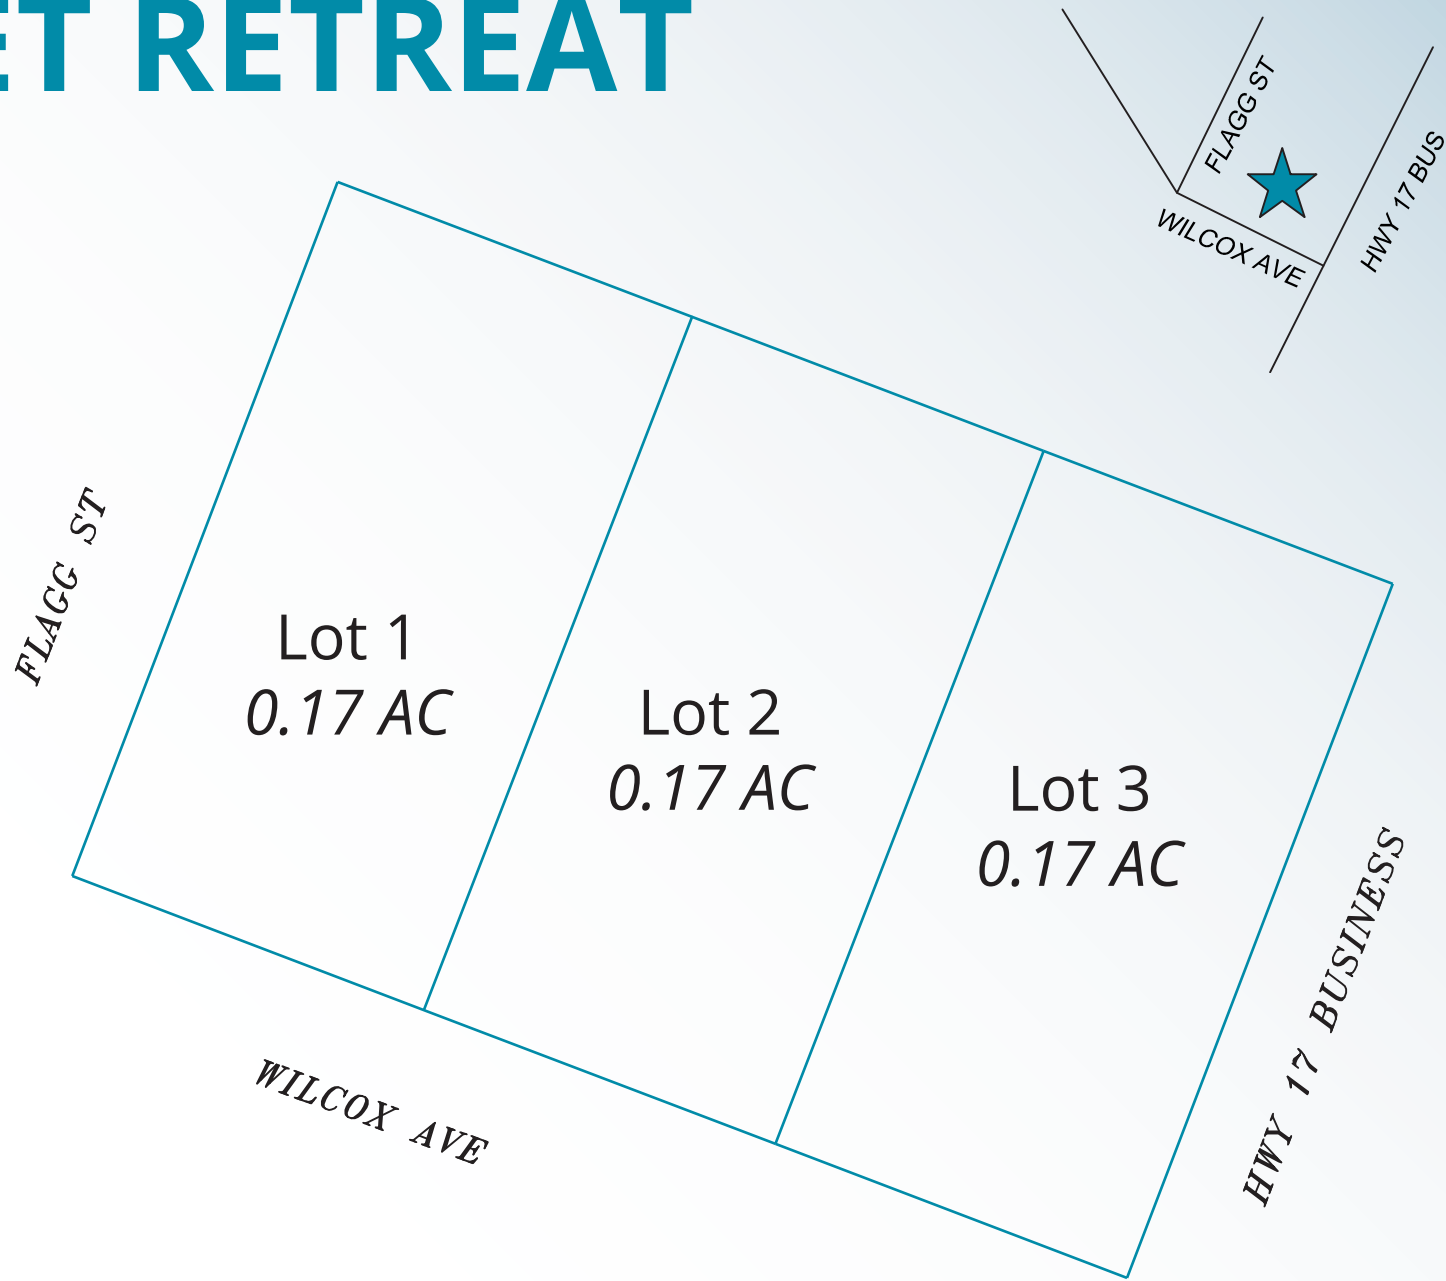 ET RETREAT
FLAGG ST
WILCOX AVE
HWY 17 BUS
FLAGG ST
Lot 1
0.17 AC
Lot 2
0.17 AC
Lot 3
0.17 AC
WILCOX AVE
HWY 17 BUSINESS